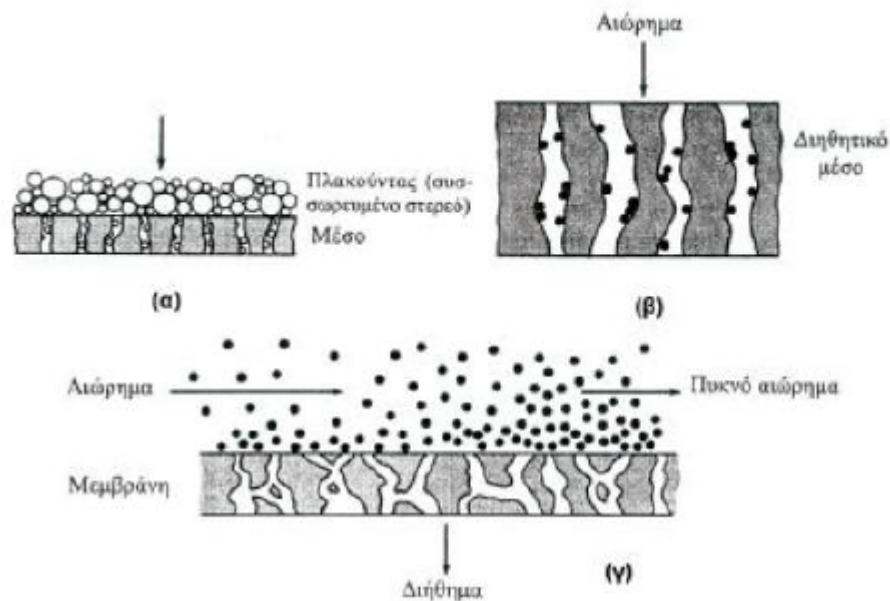 Αιώρημα
Διηθητικό
μέσο
Πλακούντας (συσ-
σωρευμένο στερεό)
Μέσο
(α)
(β)
Αιώρημα
Πυκνό αιώρημα
Μεμβράνη
Διήθημα
(γ)